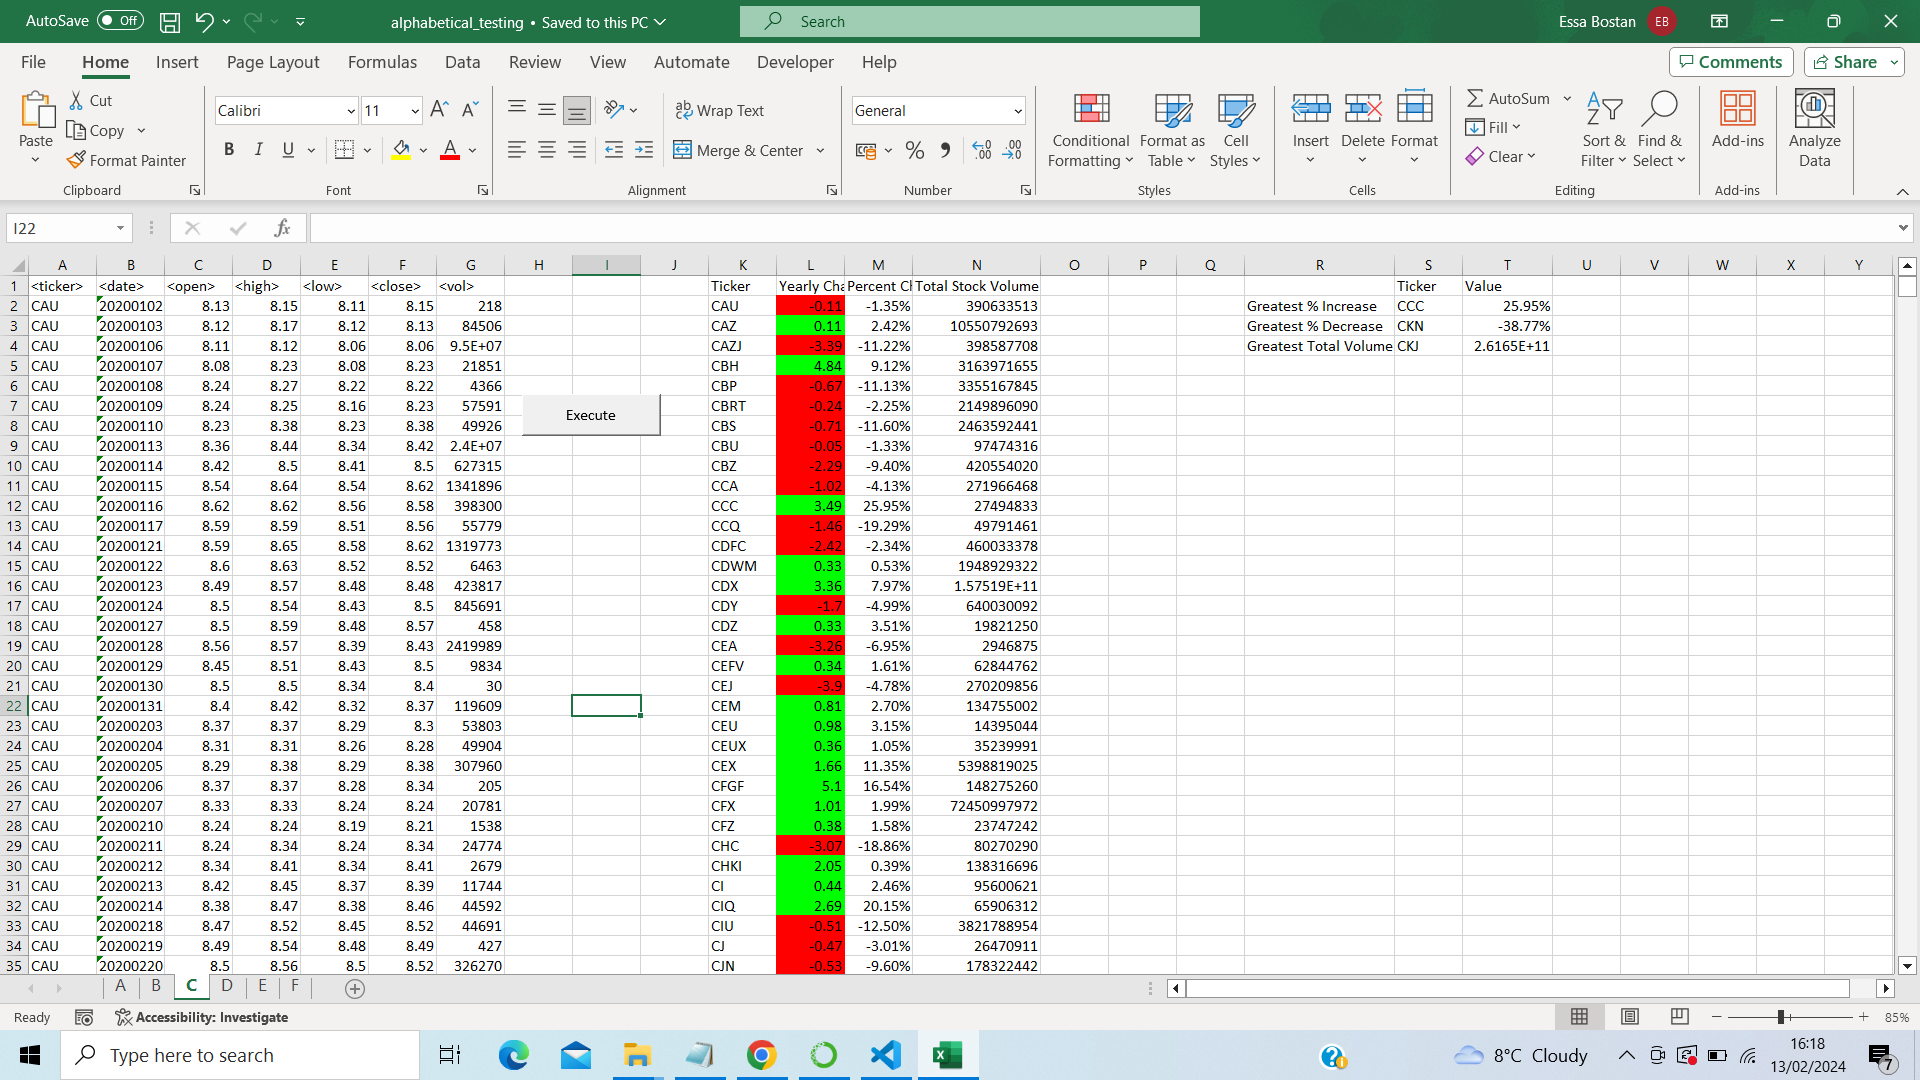 AutoSave Off alphabetical_testing • Saved to this PC Search Essa Bostan EB
File Home Insert Page Layout Formulas Data Review View Automate Developer Help Comments Share
Paste Cut Copy Format Painter Clipboard
Calibri 11 B I U A Font
Wrap Text Merge & Center Alignment
General % Number
Conditional Formatting Format as Table Cell Styles Styles
Insert Delete Format Cells
AutoSum Fill Clear Sort & Filter Find & Select Editing
Add-ins Add-ins Analyze Data
I22 fx
A B C D E F G H I J K L M N O P Q R S T U V W X Y
1 <ticker> <date> <open> <high> <low> <close> <vol> Ticker Yearly Cha Percent Ch Total Stock Volume Ticker Value
2 CAU 20200102 8.13 8.15 8.11 8.15 218 CAU -0.11 -1.35% 390633513 Greatest % Increase CCC 25.95%
3 CAU 20200103 8.12 8.17 8.12 8.13 84506 CAZ 0.11 2.42% 10550792693 Greatest % Decrease CKN -38.77%
4 CAU 20200106 8.11 8.12 8.06 8.06 9.5E+07 CAZJ -3.39 -11.22% 398587708 Greatest Total Volume CKJ 2.6165E+11
5 CAU 20200107 8.08 8.23 8.08 8.23 21851 CBH 4.84 9.12% 3163971655
6 CAU 20200108 8.24 8.27 8.22 8.22 4366 CBP -0.67 -11.13% 3355167845
7 CAU 20200109 8.24 8.25 8.16 8.23 57591 CBRT -0.24 -2.25% 2149896090
Execute
8 CAU 20200110 8.23 8.38 8.23 8.38 49926 CBS -0.71 -11.60% 2463592441
9 CAU 20200113 8.36 8.44 8.34 8.42 2.4E+07 CBU -0.05 -1.33% 97474316
10 CAU 20200114 8.42 8.5 8.41 8.5 627315 CBZ -2.29 -9.40% 420554020
11 CAU 20200115 8.54 8.64 8.54 8.62 1341896 CCA -1.02 -4.13% 271966468
12 CAU 20200116 8.62 8.62 8.56 8.58 398300 CCC 3.49 25.95% 27494833
13 CAU 20200117 8.59 8.59 8.51 8.56 55779 CCQ -1.46 -19.29% 49791461
14 CAU 20200121 8.59 8.65 8.58 8.62 1319773 CDFC -2.42 -2.34% 460033378
15 CAU 20200122 8.6 8.63 8.52 8.52 6463 CDWM 0.33 0.53% 1948929322
16 CAU 20200123 8.49 8.57 8.48 8.48 423817 CDX 3.36 7.97% 1.57519E+11
17 CAU 20200124 8.5 8.54 8.43 8.5 845691 CDY -1.7 -4.99% 640030092
18 CAU 20200127 8.5 8.59 8.48 8.57 458 CDZ 0.33 3.51% 19821250
19 CAU 20200128 8.56 8.57 8.39 8.43 2419989 CEA -3.26 -6.95% 2946875
20 CAU 20200129 8.45 8.51 8.43 8.5 9834 CEFV 0.34 1.61% 62844762
21 CAU 20200130 8.5 8.5 8.34 8.4 30 CEJ -3.9 -4.78% 270209856
22 CAU 20200131 8.4 8.42 8.32 8.37 119609 CEM 0.81 2.70% 134755002
23 CAU 20200203 8.37 8.37 8.29 8.3 53803 CEU 0.98 3.15% 14395044
24 CAU 20200204 8.31 8.31 8.26 8.28 49904 CEUX 0.36 1.05% 35239991
25 CAU 20200205 8.29 8.38 8.29 8.38 307960 CEX 1.66 11.35% 5398819025
26 CAU 20200206 8.37 8.37 8.28 8.34 205 CFGF 5.1 16.54% 148275260
27 CAU 20200207 8.33 8.33 8.24 8.24 20781 CFX 1.01 1.99% 72450997972
28 CAU 20200210 8.24 8.24 8.19 8.21 1538 CFZ 0.38 1.58% 23747242
29 CAU 20200211 8.24 8.34 8.24 8.34 24774 CHC -3.07 -18.86% 80270290
30 CAU 20200212 8.34 8.41 8.34 8.41 2679 CHKI 2.05 0.39% 138316696
31 CAU 20200213 8.42 8.45 8.37 8.39 11744 CI 0.44 2.46% 95600621
32 CAU 20200214 8.38 8.47 8.38 8.46 44592 CIQ 2.69 20.15% 65906312
33 CAU 20200218 8.47 8.52 8.45 8.52 44691 CIU -0.51 -12.50% 3821788954
34 CAU 20200219 8.49 8.54 8.48 8.49 427 CJ -0.47 -3.01% 26470911
35 CAU 20200220 8.5 8.56 8.5 8.52 326270 CJN -0.53 -9.60% 178322442
A B C D E F
Ready Accessibility: Investigate 85%
Type here to search 8°C Cloudy 16:18
13/02/2024 7